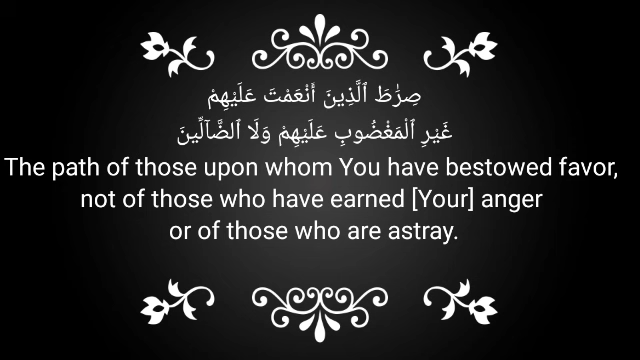 صِرَٰطَ ٱلَّذِينَ أَنْعَمْتَ عَلَيْهِمْ
غَيْرِ ٱلْمَغْضُوبِ عَلَيْهِمْ وَلَا ٱلضَّآلِّينَ
The path of those upon whom You have bestowed favor,
not of those who have earned [Your] anger
or of those who are astray.